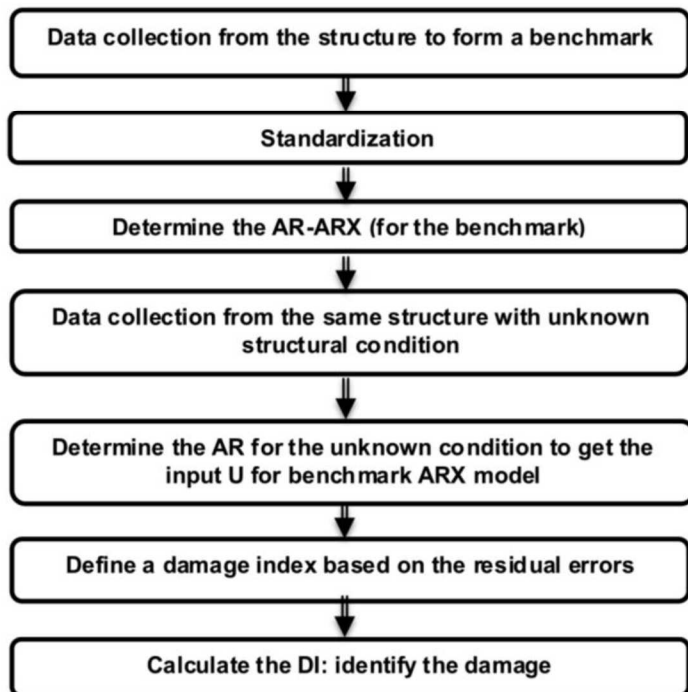 Data collection from the structure to form a benchmark
Standardization
Determine the AR-ARX (for the benchmark)
Data collection from the same structure with unknown
structural condition
Determine the AR for the unknown condition to get the
input U for benchmark ARX model
Define a damage index based on the residual errors
Calculate the DI: identify the damage